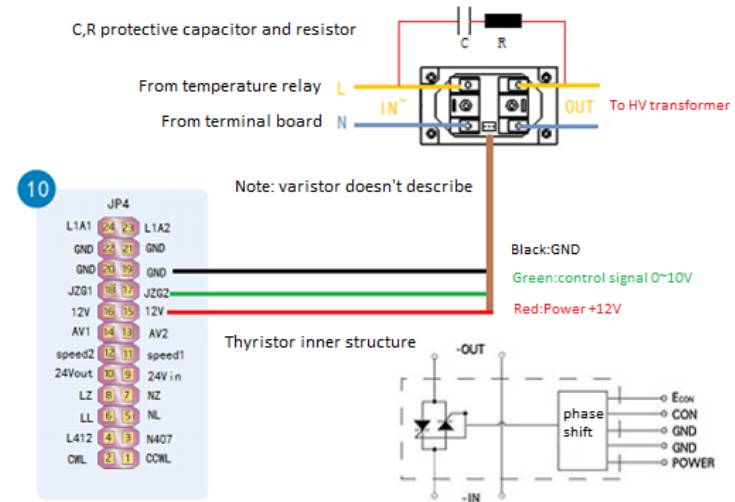 C,R protective capacitor and resistor
C R
From temperature relay L
IN~ OUT
To HV transformer
From terminal board N
Note: varistor doesn't describe
10
JP4
L1A1 24 23 L1A2
GND 22 21 GND
GND 20 19 GND
JZG1 18 17 JZG2
12V 16 15 12V
AV1 14 13 AV2
speed2 12 11 speed1
24Vout 10 9 24Vin
LZ 8 7 NZ
LL 6 5 NL
L412 4 3 N407
CWL 2 1 CCWL
Black:GND
Green:control signal 0~10V
Red:Power +12V
Thyristor inner structure
-OUT
phase
shift
ECON
CON
GND
GND
POWER
-IN